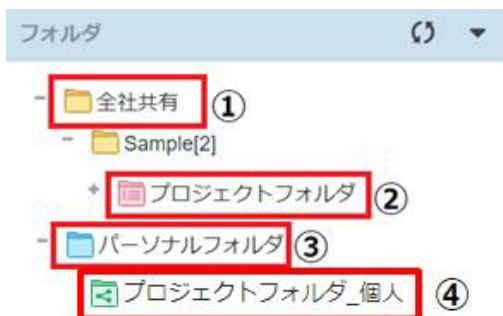 フォルダ
全社共有 ①
Sample[2]
プロジェクトフォルダ ②
パーソナルフォルダ ③
プロジェクトフォルダ_個人 ④